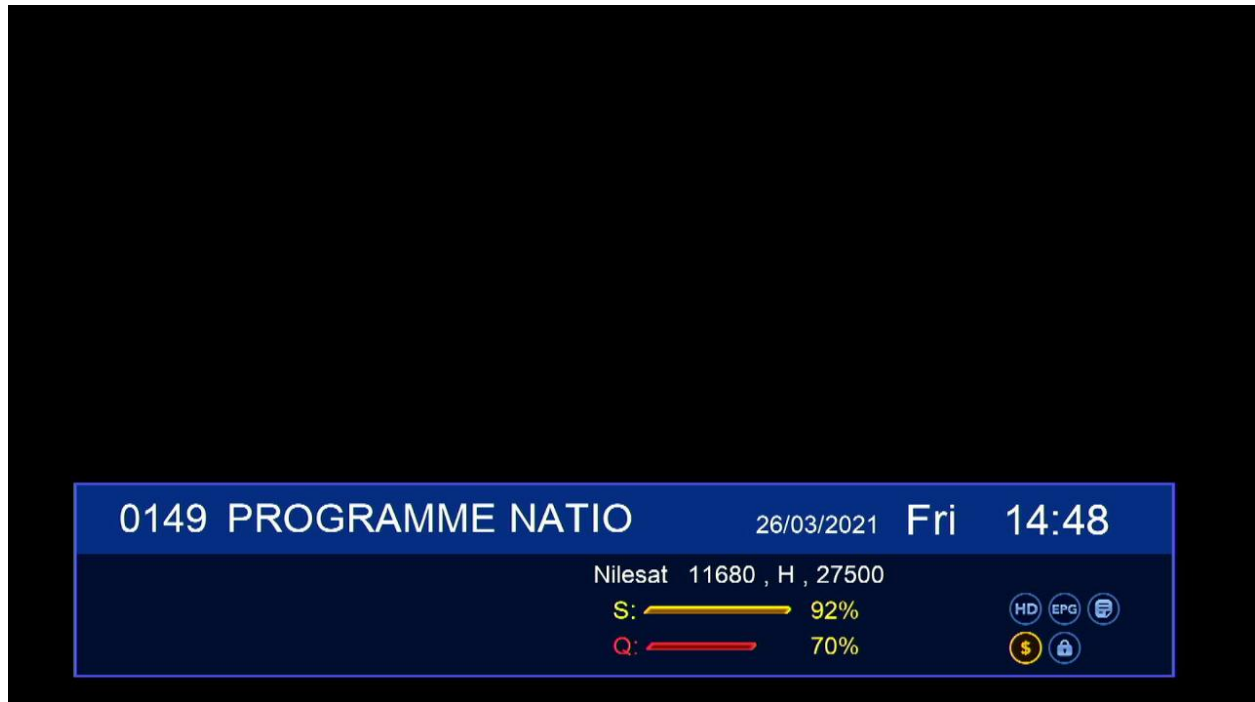 0149 PROGRAMME NATIO 26/03/2021 Fri 14:48
Nilesat 11680 , H , 27500
S: 92%
HD EPG
Q: 70%
$